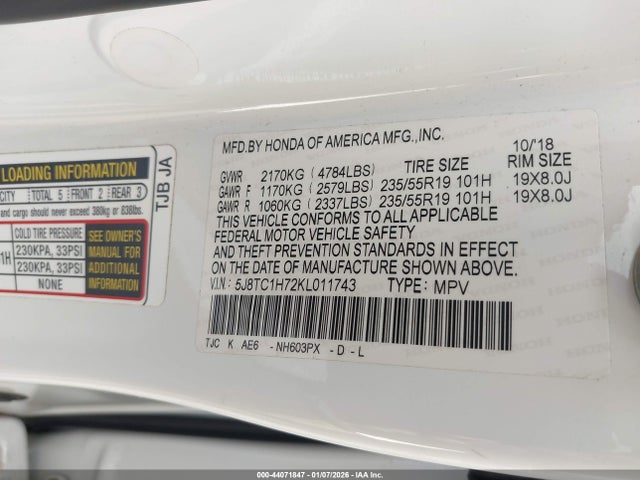 LOADING INFORMATION
CITY TOTAL 5 FRONT 2 REAR 3
and cargo should never exceed 380kg or 838lbs.
COLD TIRE PRESSURE
230KPA, 33PSI
230KPA, 33PSI
NONE
SEE OWNER'S
MANUAL FOR
ADDITIONAL
INFORMATION
TJB JA
MFD.BY HONDA OF AMERICA MFG.,INC. 10/'18
GVWR 2170KG (4784LBS) TIRE SIZE RIM SIZE
GAWR F 1170KG (2579LBS) 235/55R19 101H 19X8.0J
GAWR R 1060KG (2337LBS) 235/55R19 101H 19X8.0J
THIS VEHICLE CONFORMS TO ALL APPLICABLE
FEDERAL MOTOR VEHICLE SAFETY
AND THEFT PREVENTION STANDARDS IN EFFECT
ON THE DATE OF MANUFACTURE SHOWN ABOVE.
V.I.N.: 5J8TC1H72KL011743 TYPE: MPV
TJC K AE6 -NH603PX -D-L
000-44071847 | 01/07/2026 | IAA Inc.